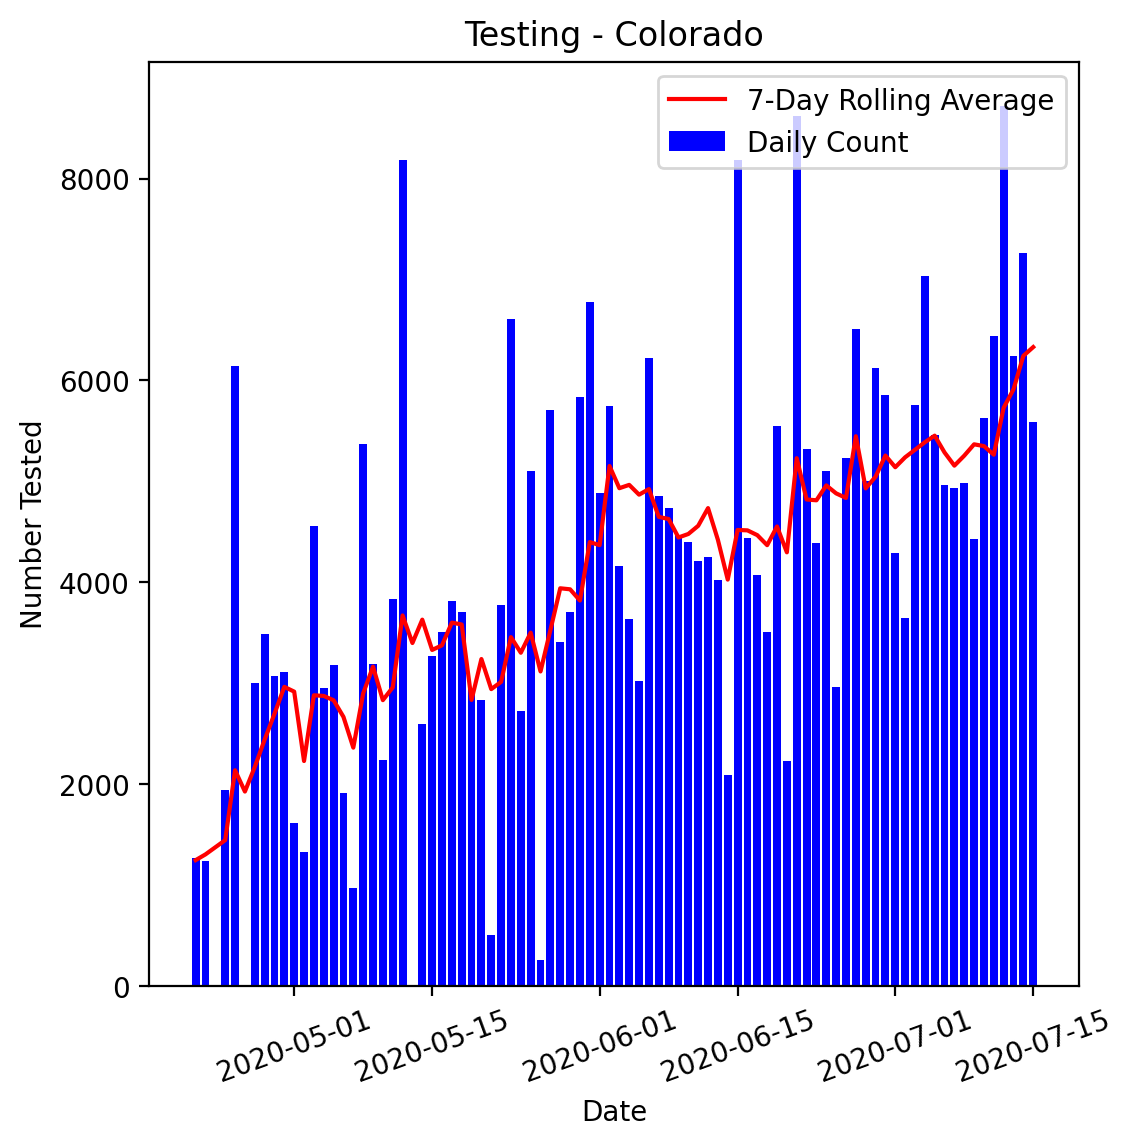 Testing - Colorado
7-Day Rolling Average
Daily Count
8000
6000
4000
2000
0
Number Tested
2020-05-01
2020-05-15
2020-06-01
2020-06-15
2020-07-01
2020-07-15
Date